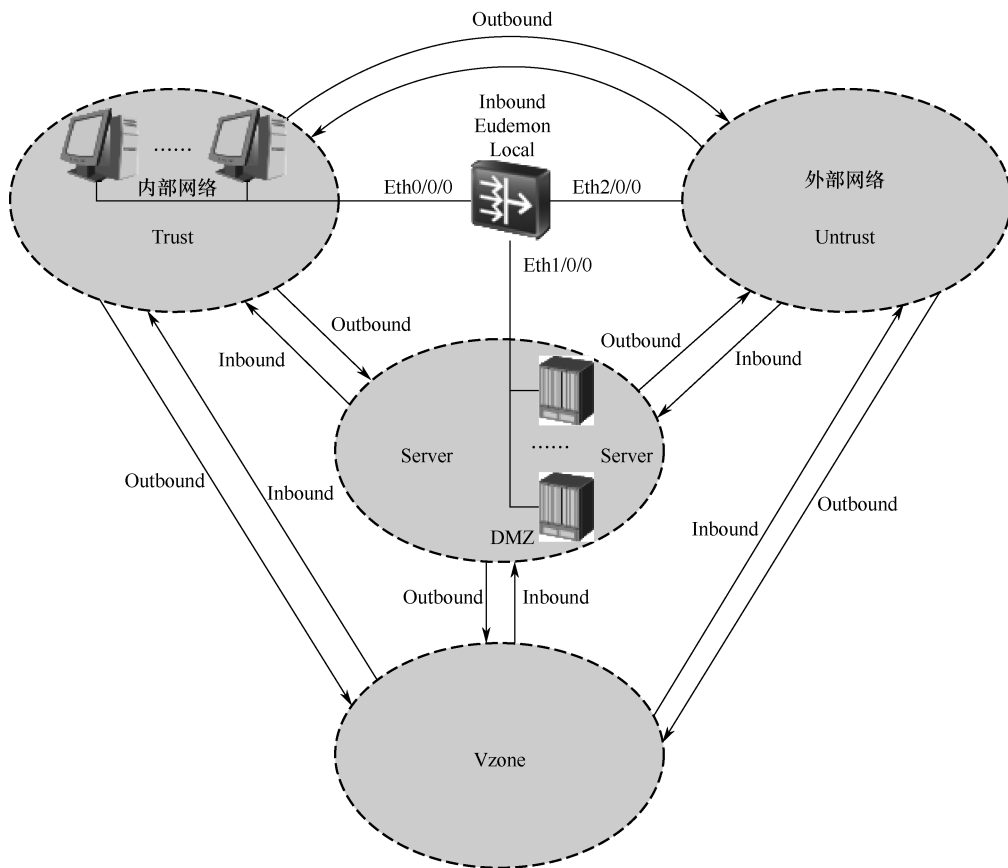 Outbound
Inbound
Eudemon
Local
……
内部网络
Eth0/0/0
Eth2/0/0
外部网络
Trust
Untrust
Eth1/0/0
Outbound
Inbound
Outbound
Inbound
Server
……
Server
Outbound
Inbound
DMZ
Inbound
Outbound
Outbound
Inbound
Vzone